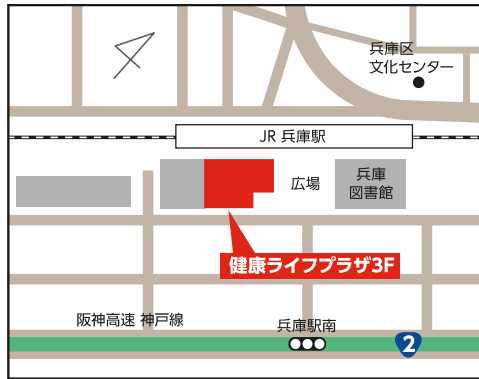 兵庫区
文化センター
JR 兵庫駅
広場
兵庫
図書館
健康ライフプラザ3F
阪神高速 神戸線
兵庫駅南
2